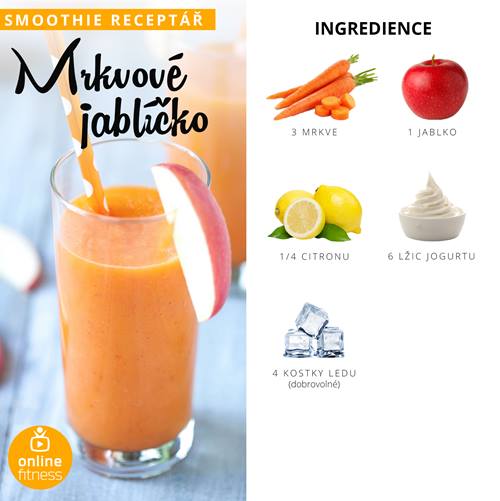 SMOOTHIE RECEPTÁŘ
Mrkvové
jablíčko
online
fitness
INGREDIENCE
3 MRKVE
1 JABLKO
1/4 CITRONU
6 LŽIC JOGURTU
4 KOSTKY LEDU
(dobrovolné)